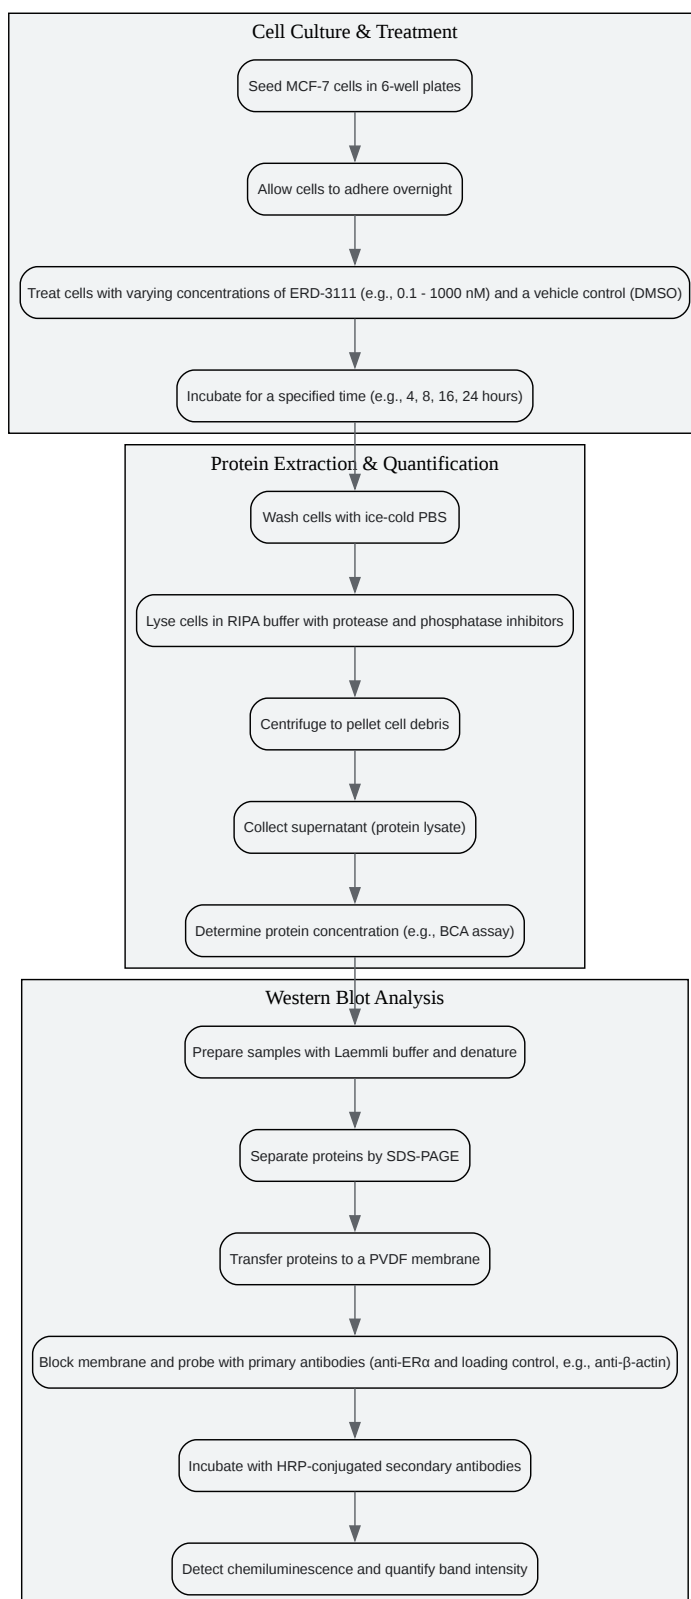 Cell Culture & Treatment
Seed MCF-7 cells in 6-well plates
Allow cells to adhere overnight
Treat cells with varying concentrations of ERD-3111 (e.g., 0.1 - 1000 nM) and a vehicle control (DMSO)
Incubate for a specified time (e.g., 4, 8, 16, 24 hours)
Protein Extraction & Quantification
Wash cells with ice-cold PBS
Lyse cells in RIPA buffer with protease and phosphatase inhibitors
Centrifuge to pellet cell debris
Collect supernatant (protein lysate)
Determine protein concentration (e.g., BCA assay)
Western Blot Analysis
Prepare samples with Laemmli buffer and denature
Separate proteins by SDS-PAGE
Transfer proteins to a PVDF membrane
Block membrane and probe with primary antibodies (anti-ERα and loading control, e.g., anti-β-actin)
Incubate with HRP-conjugated secondary antibodies
Detect chemiluminescence and quantify band intensity